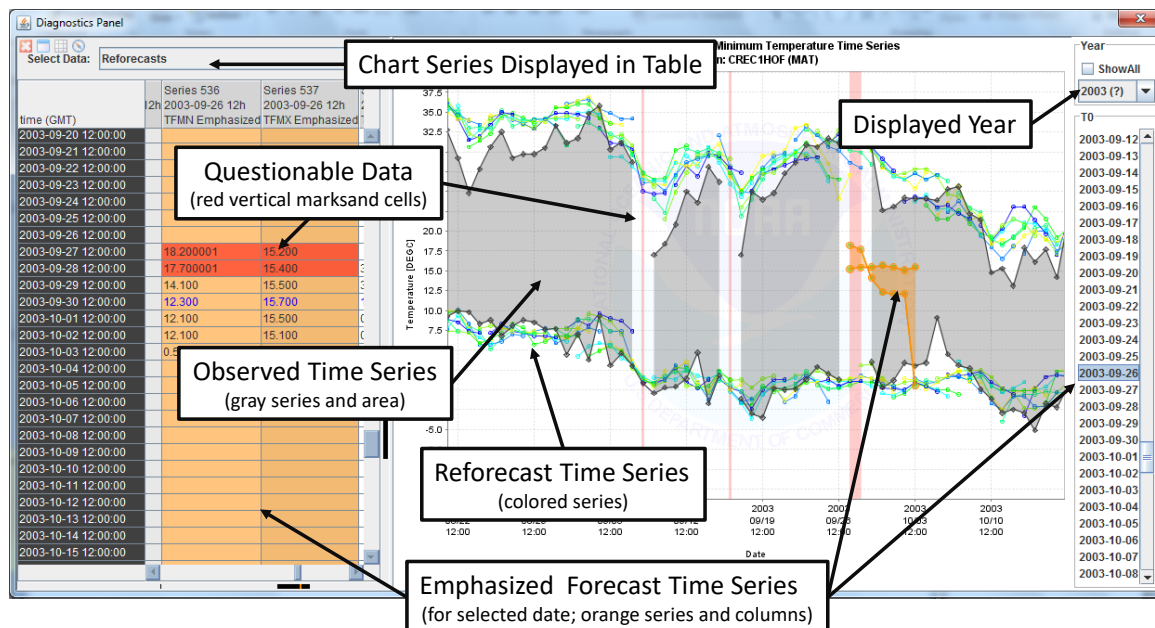 Diagnostics Panel
Select Data:
Reforecasts
Chart Series Displayed in Table
Minimum Temperature Time Series
n: CREC1HOF (MAT)
Year
ShowAll
2003 (?)
Displayed Year
T0
12h
time (GMT)
Series 536
2003-09-26 12h
TFMN Emphasized
Series 537
2003-09-26 12h
TFMX Emphasized
2003-09-20 12:00:00
2003-09-21 12:00:00
2003-09-22 12:00:00
2003-09-23 12:00:00
2003-09-24 12:00:00
2003-09-25 12:00:00
2003-09-26 12:00:00
2003-09-27 12:00:00 18.200001 15.200
2003-09-28 12:00:00 17.700001 15.400 3
2003-09-29 12:00:00 14.100 15.500 3
2003-09-30 12:00:00 12.300 15.700 1
2003-10-01 12:00:00 12.100 15.500 0
2003-10-02 12:00:00 12.100 15.100
2003-10-03 12:00:00 0.5
2003-10-04 12:00:00
2003-10-05 12:00:00
2003-10-06 12:00:00
2003-10-07 12:00:00
2003-10-08 12:00:00
2003-10-09 12:00:00
2003-10-10 12:00:00
2003-10-11 12:00:00
2003-10-12 12:00:00
2003-10-13 12:00:00
2003-10-14 12:00:00
2003-10-15 12:00:00
Questionable Data
(red vertical marksand cells)
Observed Time Series
(gray series and area)
Reforecast Time Series
(colored series)
Emphasized Forecast Time Series
(for selected date; orange series and columns)
Temperature [DEGC]
37.5
35.0
32.5
20.0
17.5
15.0
12.5
10.0
7.5
-5.0
12:00
12:00
12:00
12:00
2003
09/19
12:00
2003
09/26
12:00
2003
10/03
12:00
2003
10/10
12:00
Date
2003-09-12
2003-09-13
2003-09-14
2003-09-15
2003-09-16
2003-09-17
2003-09-18
2003-09-19
2003-09-20
2003-09-21
2003-09-22
2003-09-23
2003-09-24
2003-09-25
2003-09-26
2003-09-27
2003-09-28
2003-09-29
2003-09-30
2003-10-01
2003-10-02
2003-10-03
2003-10-04
2003-10-05
2003-10-06
2003-10-07
2003-10-08